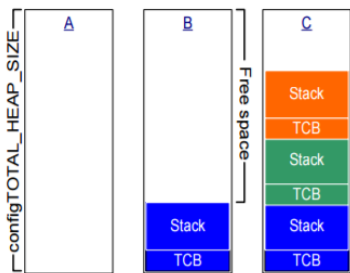 A
B
C
configTOTAL_HEAP_SIZE
Free space
Stack
TCB
Stack
TCB
Stack
TCB
Stack
TCB